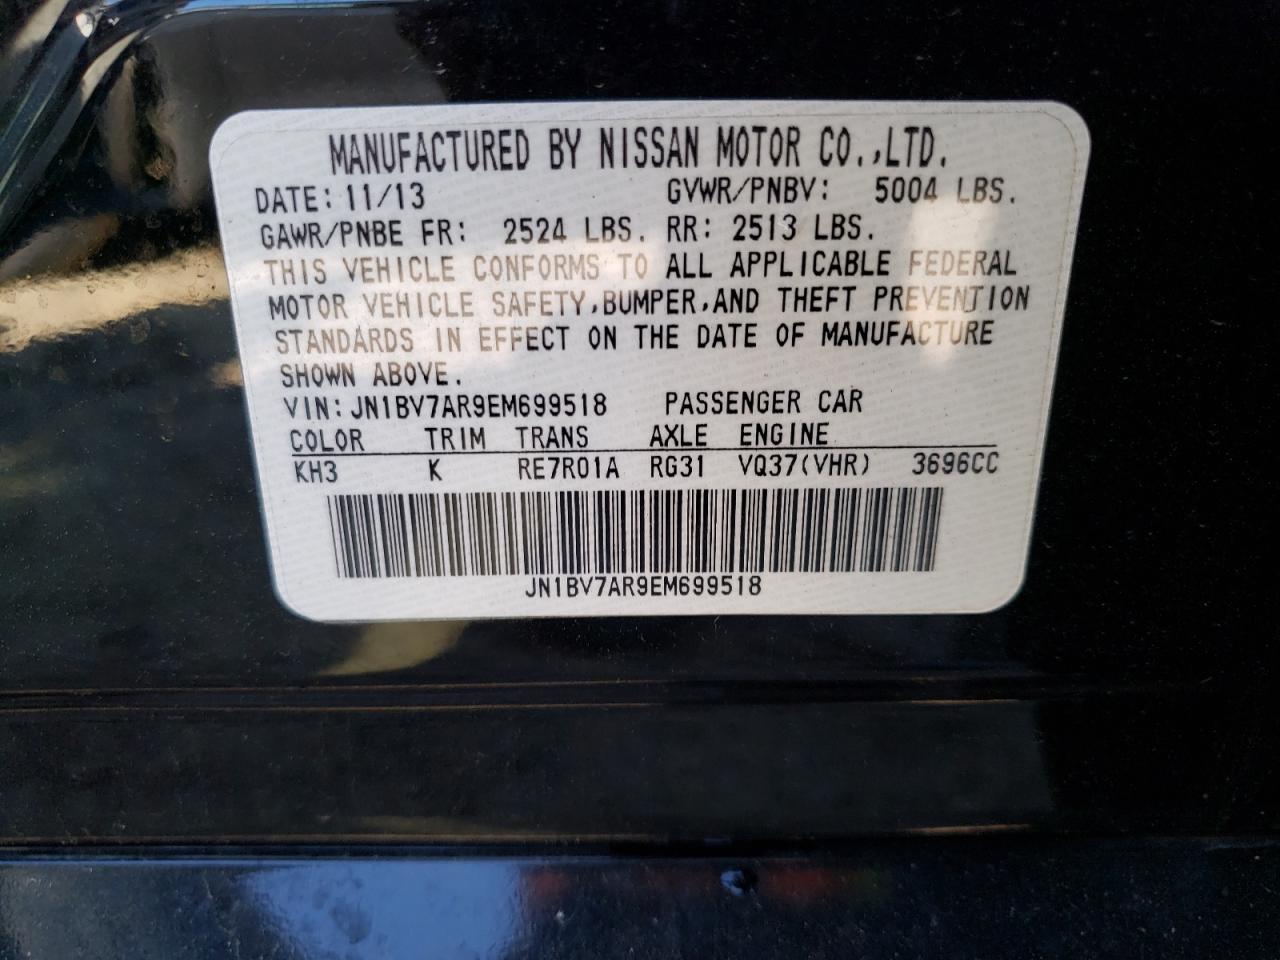 MANUFACTURED BY NISSAN MOTOR CO.,LTD.
DATE: 11/13 GVWR/PNBV: 5004 LBS.
GAWR/PNBE FR: 2524 LBS. RR: 2513 LBS.
THIS VEHICLE CONFORMS TO ALL APPLICABLE FEDERAL
MOTOR VEHICLE SAFETY,BUMPER,AND THEFT PREVENTION
STANDARDS IN EFFECT ON THE DATE OF MANUFACTURE
SHOWN ABOVE.
VIN: JN1BV7AR9EM699518 PASSENGER CAR
COLOR TRIM TRANS AXLE ENGINE
KH3 K RE7R01A RG31 VQ37(VHR) 3696CC
JN1BV7AR9EM699518